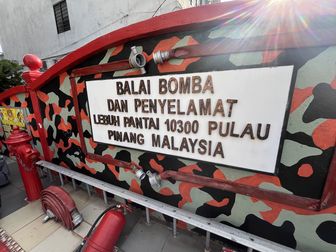 BALAI BOMBA
DAN PENYELAMAT
LEBUH PANTAI 10300 PULAU
PINANG MALAYSIA